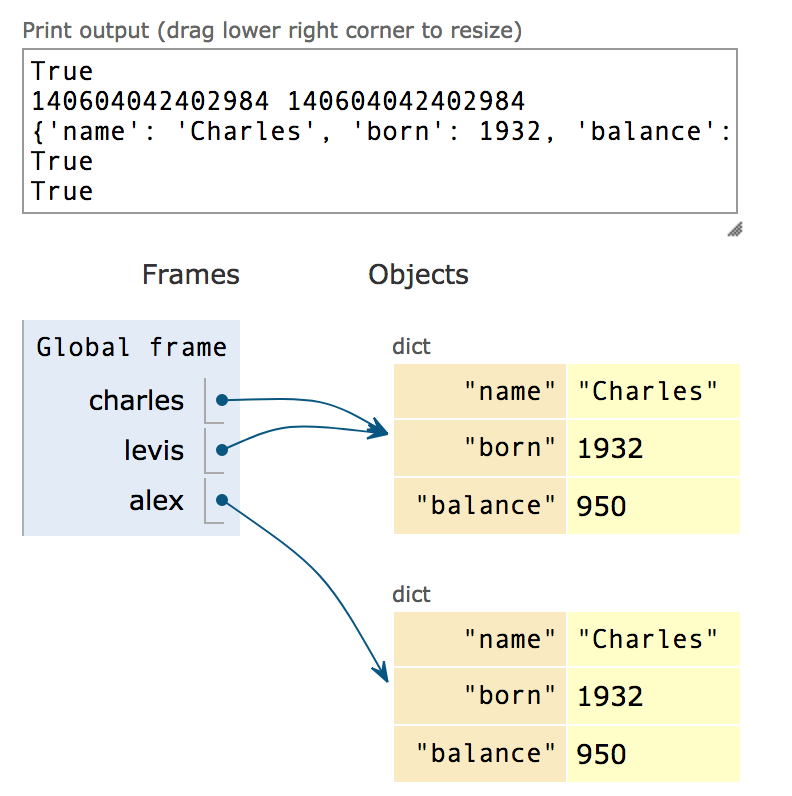 Print output (drag lower right corner to resize)
True
140604042402984 140604042402984
{'name': 'Charles', 'born': 1932, 'balance':
True
True
Frames Objects
Global frame
charles
levis
alex
dict
"name" "Charles"
"born" 1932
"balance" 950
dict
"name" "Charles"
"born" 1932
"balance" 950